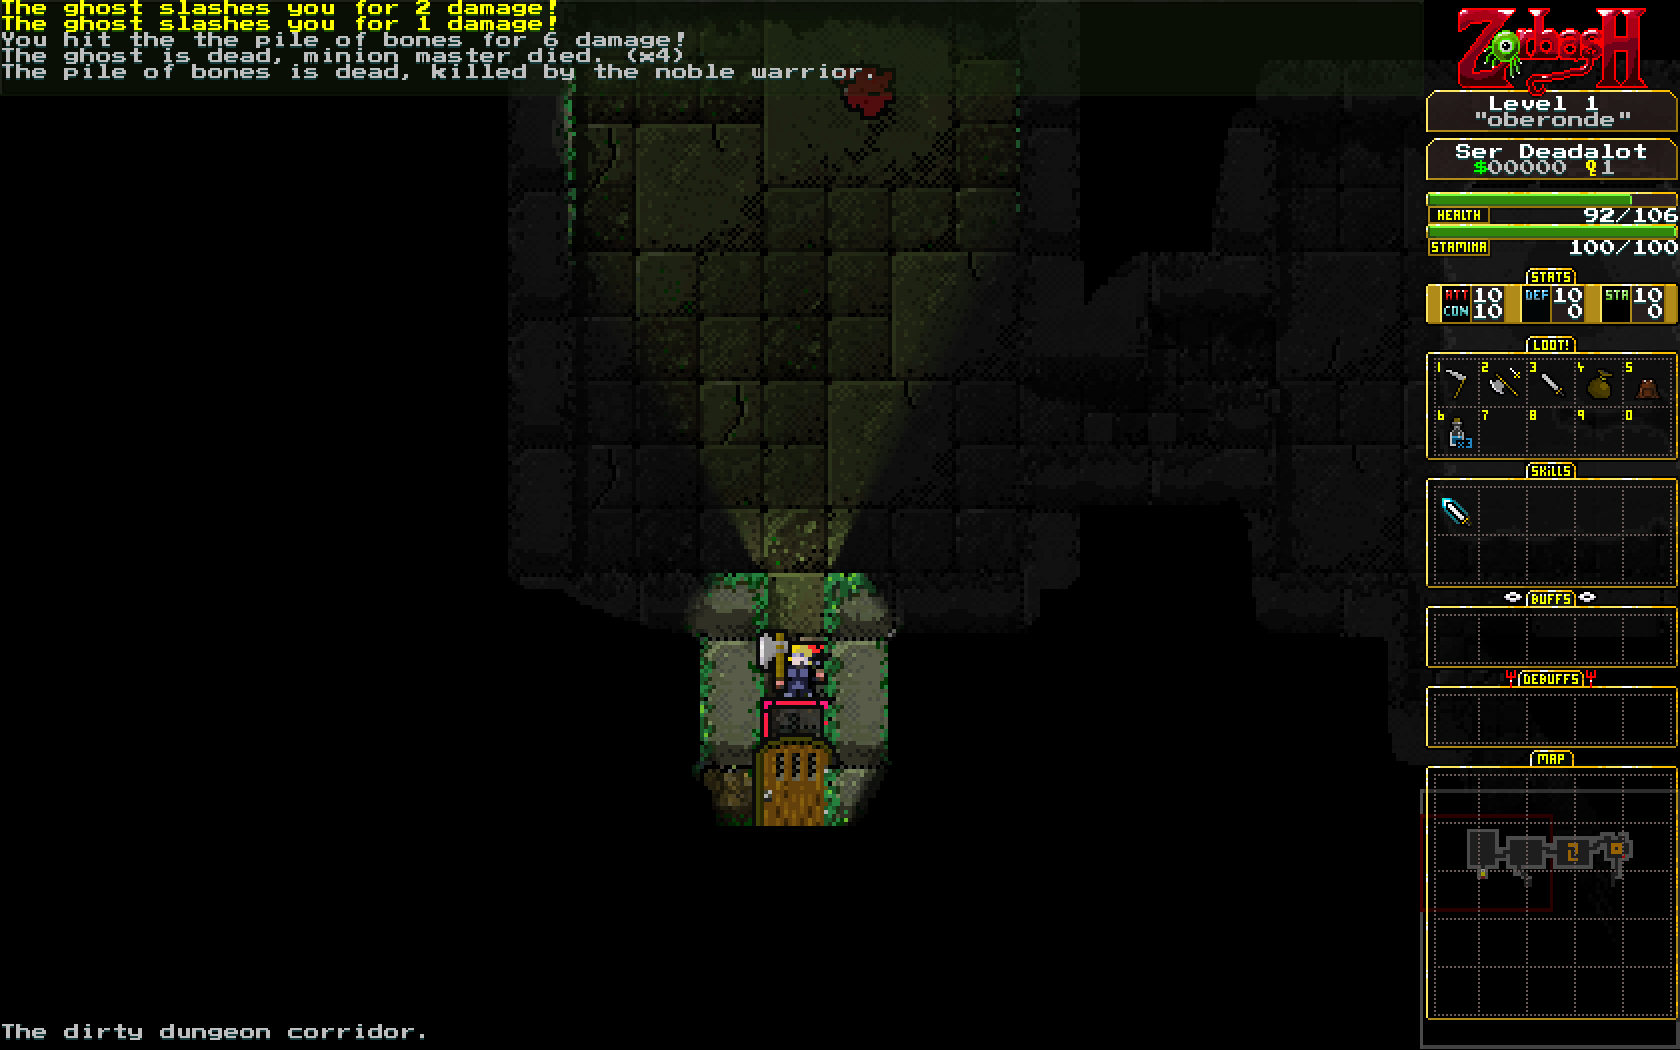 The ghost slashes you for 2 damage!
The ghost slashes you for 1 damage!
You hit the the pile of bones for 6 damage!
The ghost is dead, minion master died. (x4)
The pile of bones is dead, killed by the noble warrior.
ZorbasH
Level 1
"oberonde"
Ser Deadalot
$00000 1
HEALTH 92/106
STAMINA 100/100
STATS
ATT 10 DEF 10 STA 10
CON 10 0 0
LOOT!
1 2 3 4 5
6 x3 7 8 9 0
SKILLS
BUFFS
DEBUFFS
MAP
The dirty dungeon corridor.